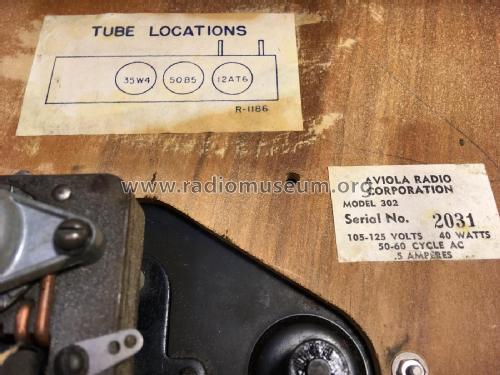 TUBE LOCATIONS
35W4 50B5 12AT6
R-1186
www.radiomuseum.org
AVIOLA RADIO
CORPORATION
MODEL 302
Serial No. 2031
105-125 VOLTS 40 WATTS
50-60 CYCLE AC
.5 AMPERES